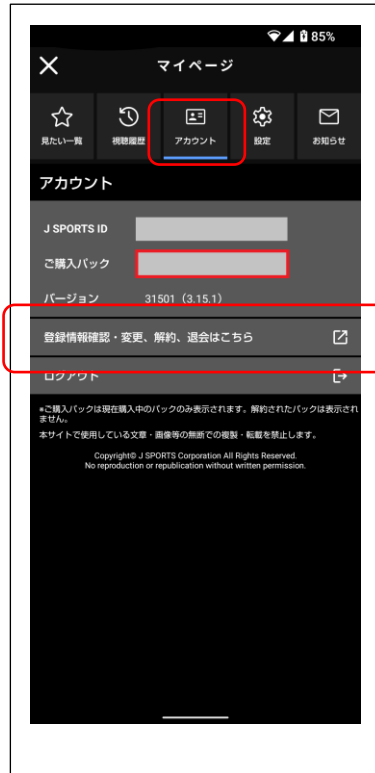 85%
マイページ
見たい一覧 視聴履歴 アカウント 設定 お知らせ
アカウント
J SPORTS ID
ご購入パック
バージョン 31501（3.15.1）
登録情報確認・変更、解約、退会はこちら
ログアウト
*ご購入パックは現在購入中のパックのみ表示されます。解約されたパックは表示され
ません。
本サイトで使用している文章・画像等の無断での複製・転載を禁止します。
Copyright© J SPORTS Corporation All Rights Reserved.
No reproduction or republication without written permission.